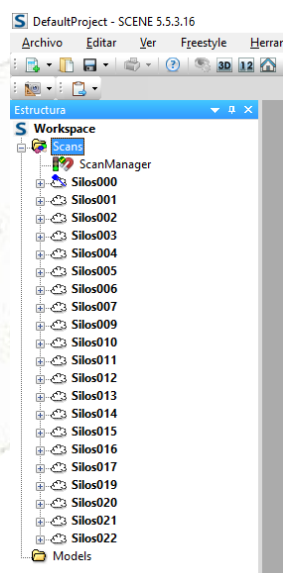 DefaultProject - SCENE 5.5.3.16
Archivo Editar Ver Freestyle Herrar
3D 12
Estructura
Workspace
Scans
ScanManager
Silos000
Silos001
Silos002
Silos003
Silos004
Silos005
Silos006
Silos007
Silos009
Silos010
Silos011
Silos012
Silos013
Silos014
Silos015
Silos016
Silos017
Silos019
Silos020
Silos021
Silos022
Models